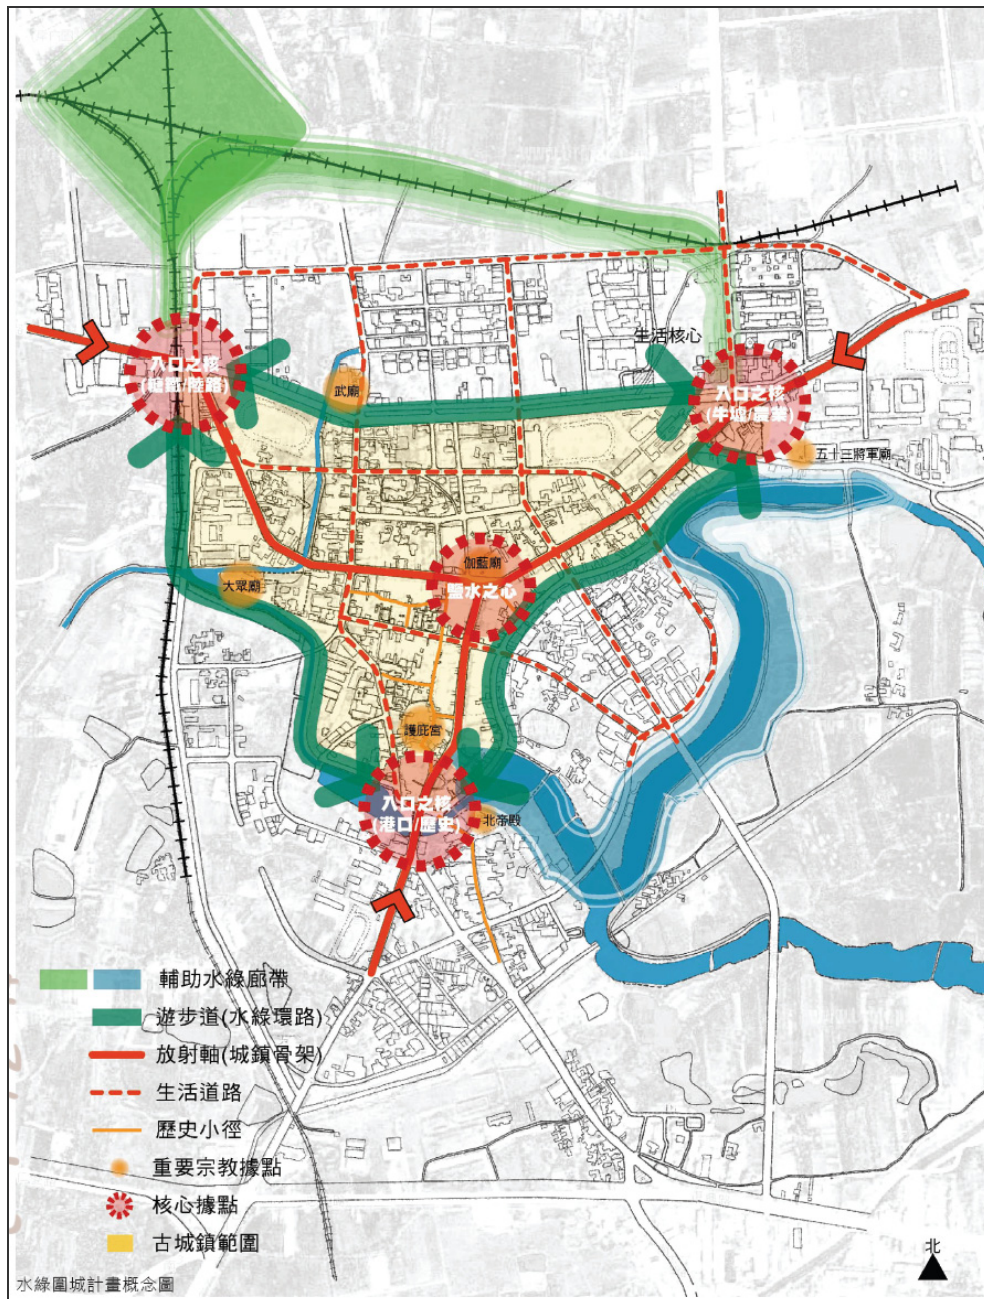 生活核心
入口之核
(糖鐵/陸路)
武廟
入口之核
(牛墟/農業)
五十三將軍廟
伽藍廟
鹽水之心
大眾廟
護庇宮
入口之核
(港口/歷史)
北帝殿
輔助水綠廊帶
遊步道(水綠環路)
放射軸(城鎮骨架)
生活道路
歷史小徑
重要宗教據點
核心據點
古城鎮範圍
北
水綠圍城計畫概念圖